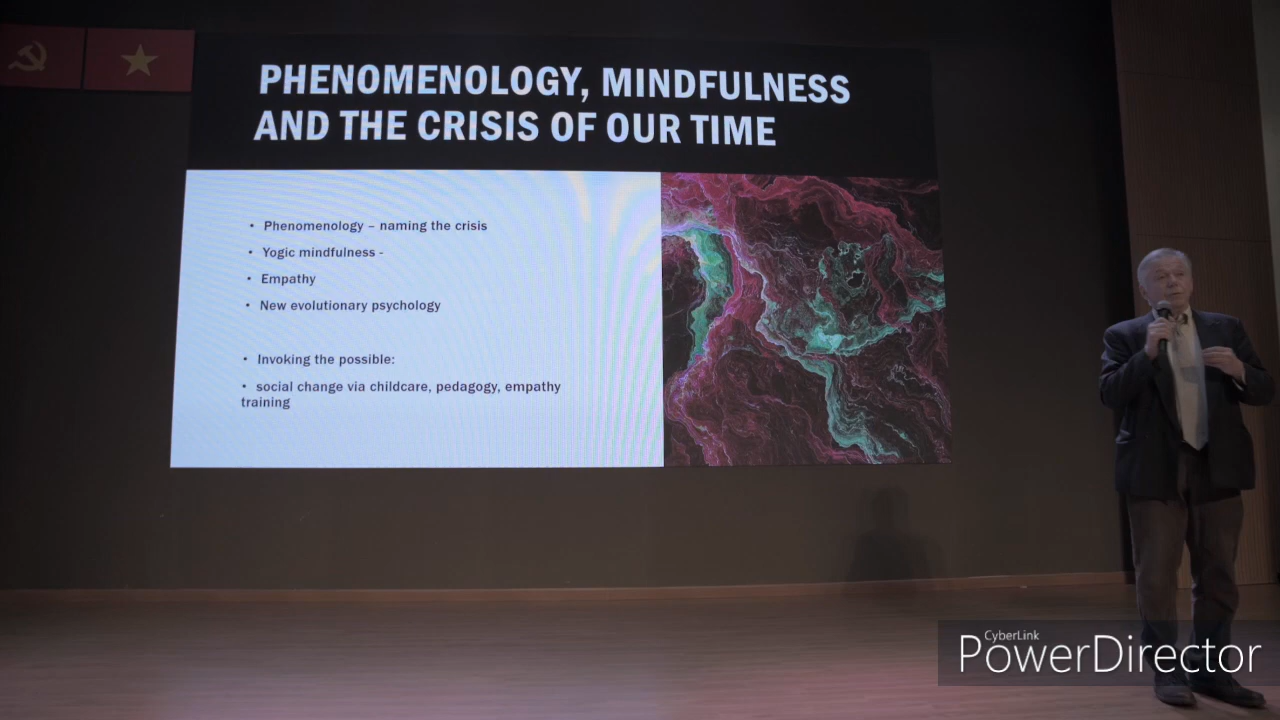 PHENOMENOLOGY, MINDFULNESS
AND THE CRISIS OF OUR TIME
• Phenomenology – naming the crisis
• Yogic mindfulness -
• Empathy
• New evolutionary psychology
• Invoking the possible:
• social change via childcare, pedagogy, empathy
training
CyberLink
PowerDirector